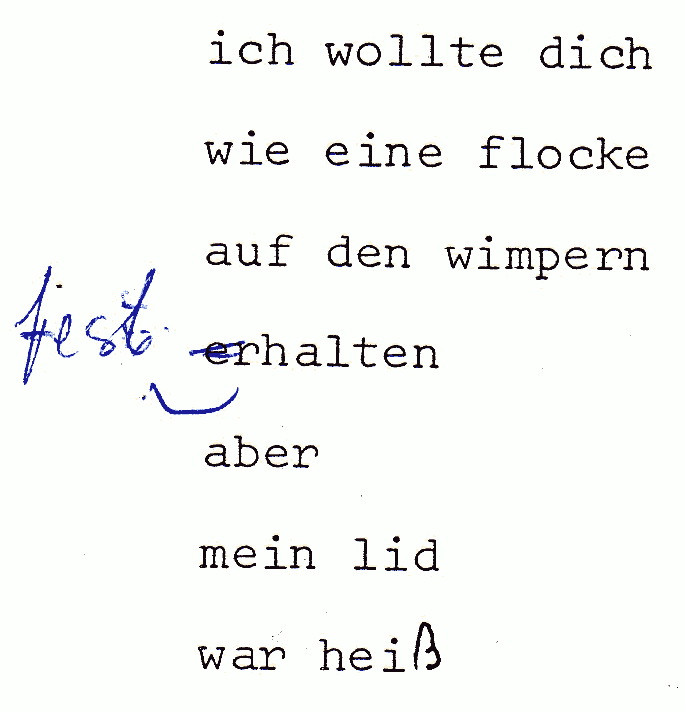 ich wollte dich
wie eine flocke
auf den wimpern
fest erhalten
aber
mein lid
war heiß